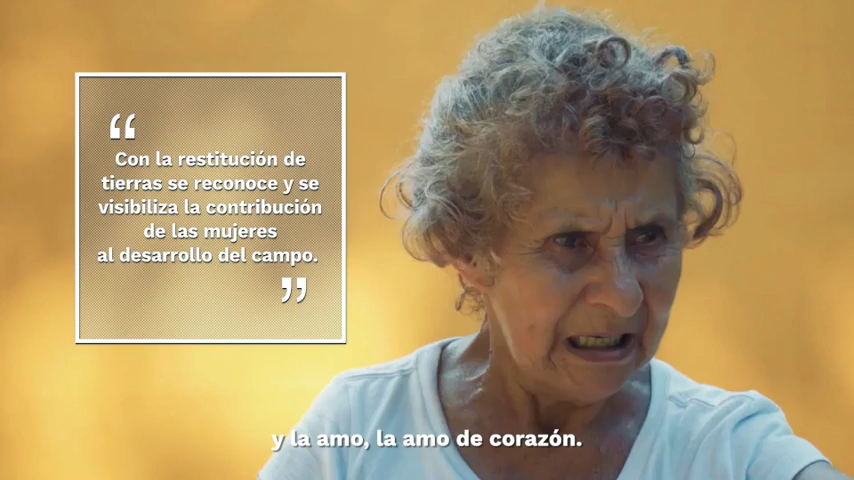 “
Con la restitución de
tierras se reconoce y se
visibiliza la contribución
de las mujeres
al desarrollo del campo.
”
y la amo, la amo de corazón.